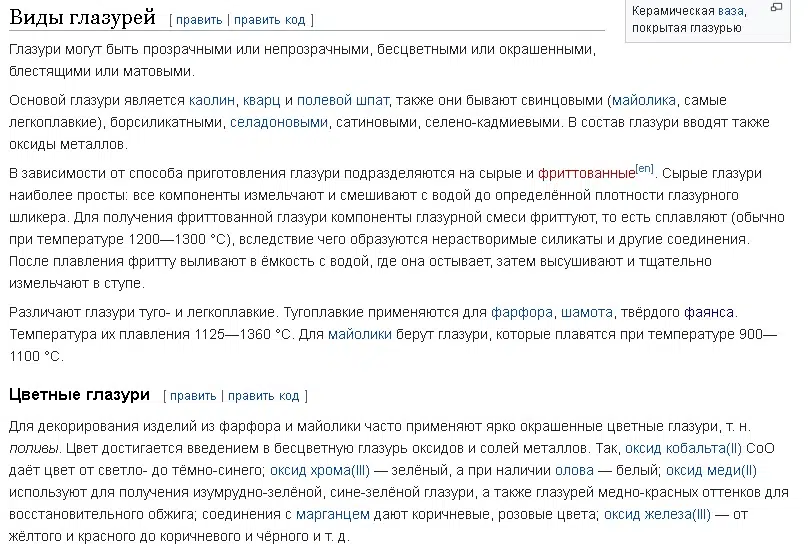 Виды глазурей [ править | править код ]
Керамическая ваза,
покрытая глазурью
Глазури могут быть прозрачными или непрозрачными, бесцветными или окрашенными,
блестящими или матовыми.
Основой глазури является каолин, кварц и полевой шпат, также они бывают свинцовыми (майолика, самые
легкоплавкие), борсиликатными, селадоновыми, сатиновыми, селено-кадмиевыми. В состав глазури вводят также
оксиды металлов.
В зависимости от способа приготовления глазури подразделяются на сырые и фриттованные[en]. Сырые глазури
наиболее просты: все компоненты измельчают и смешивают с водой до определённой плотности глазурного
шликера. Для получения фриттованной глазури компоненты глазурной смеси фриттуют, то есть сплавляют (обычно
при температуре 1200—1300 °C), вследствие чего образуются нерастворимые силикаты и другие соединения.
После плавления фритту выливают в ёмкость с водой, где она остывает, затем высушивают и тщательно
измельчают в ступе.
Различают глазури туго- и легкоплавкие. Тугоплавкие применяются для фарфора, шамота, твёрдого фаянса.
Температура их плавления 1125—1360 °C. Для майолики берут глазури, которые плавятся при температуре 900—
1100 °C.
Цветные глазури [ править | править код ]
Для декорирования изделий из фарфора и майолики часто применяют ярко окрашенные цветные глазури, т. н.
поливы. Цвет достигается введением в бесцветную глазурь оксидов и солей металлов. Так, оксид кобальта(II) CoO
даёт цвет от светло- до тёмно-синего; оксид хрома(III) — зелёный, а при наличии олова — белый; оксид меди(II)
используют для получения изумрудно-зелёной, сине-зелёной глазури, а также глазурей медно-красных оттенков для
восстановительного обжига; соединения с марганцем дают коричневые, розовые цвета; оксид железа(III) — от
жёлтого и красного до коричневого и чёрного и т. д.